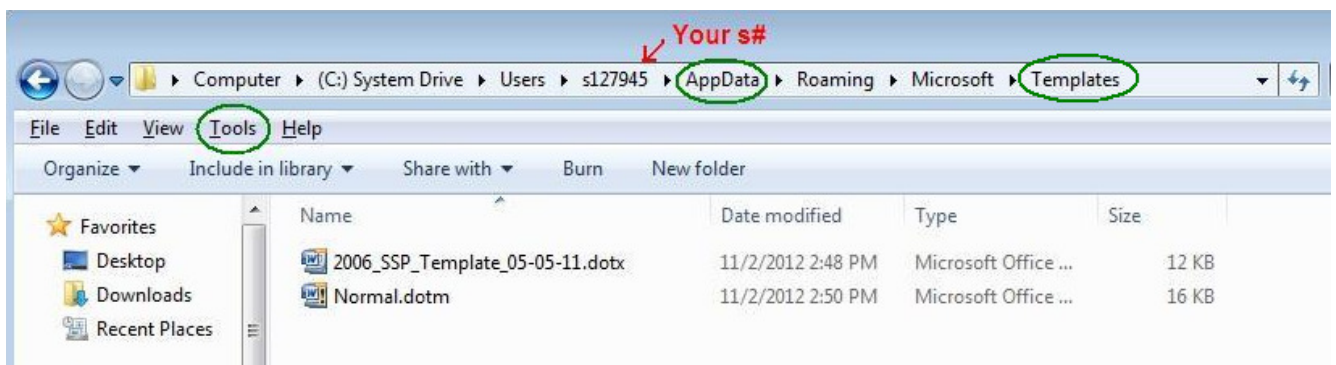 Your s#
Computer ▸ (C:) System Drive ▸ Users ▸ s127945 ▸ AppData ▸ Roaming ▸ Microsoft ▸ Templates
File Edit View Tools Help
Organize Include in library Share with Burn New folder
Favorites Name Date modified Type Size
Desktop 2006_SSP_Template_05-05-11.dotx 11/2/2012 2:48 PM Microsoft Office ... 12 KB
Downloads Normal.dotm 11/2/2012 2:50 PM Microsoft Office ... 16 KB
Recent Places